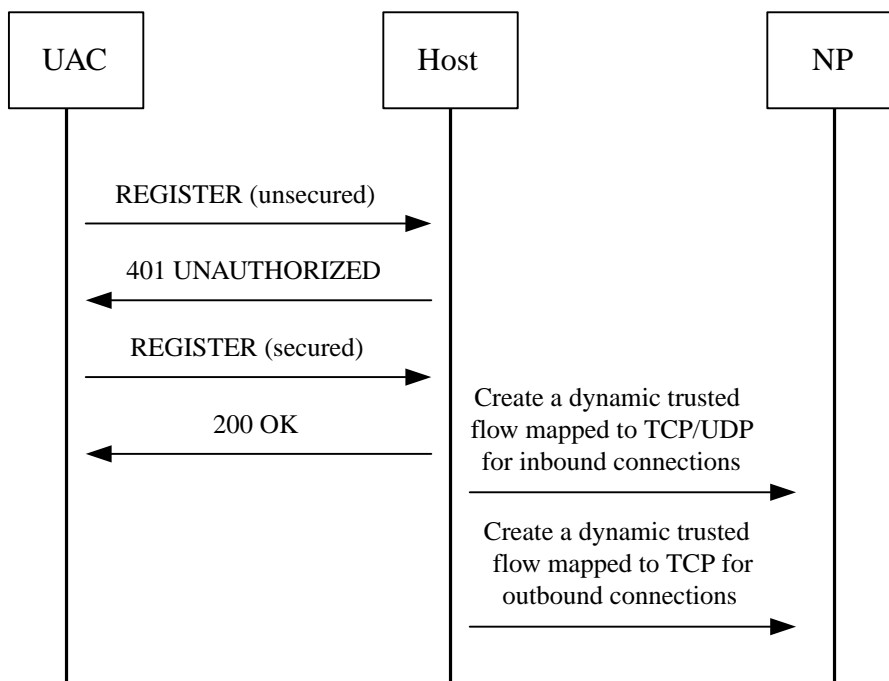 UAC
Host
NP
REGISTER (unsecured)
401 UNAUTHORIZED
REGISTER (secured)
200 OK
Create a dynamic trusted
flow mapped to TCP/UDP
for inbound connections
Create a dynamic trusted
flow mapped to TCP for
outbound connections